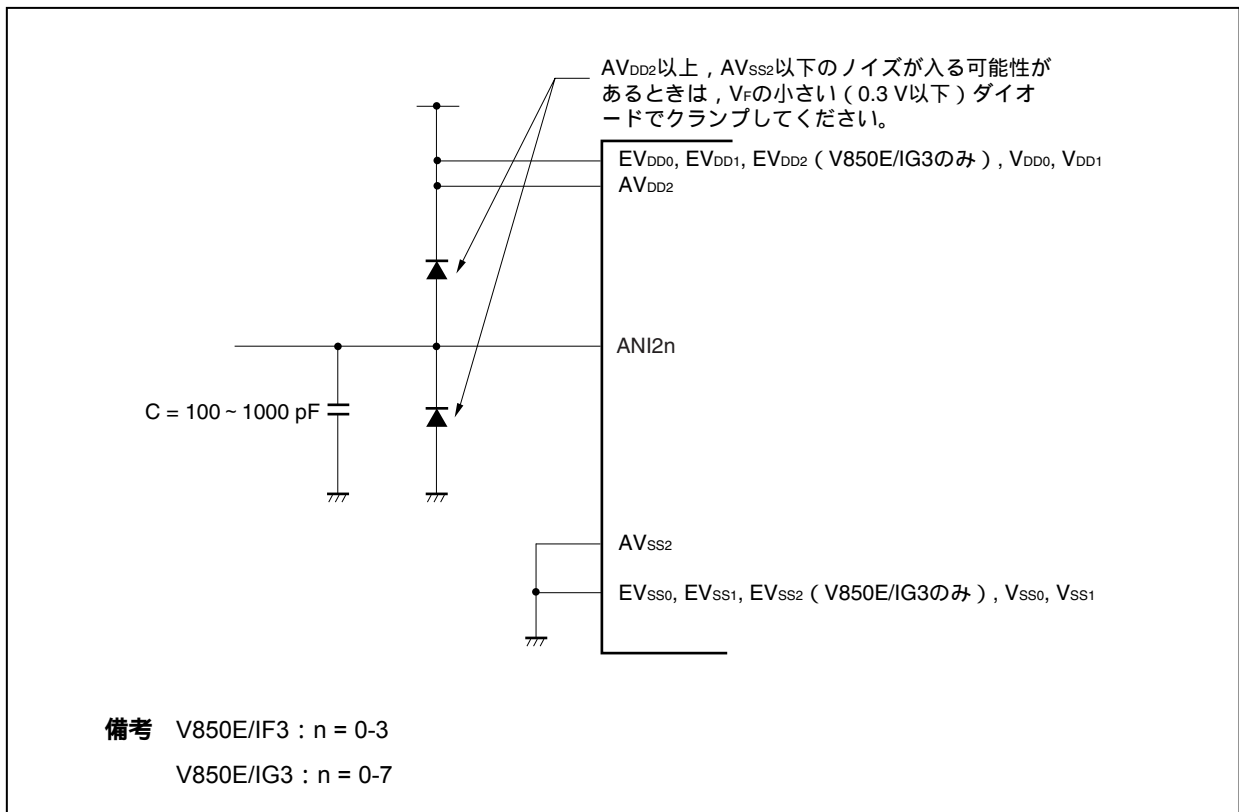 AVDD2以上，AVSS2以下のノイズが入る可能性が
あるときは，VFの小さい（0.3 V以下）ダイオ
ードでクランプしてください。
EVDD0, EVDD1, EVDD2（V850E/IG3のみ）, VDD0, VDD1
AVDD2
ANI2n
C = 100 ~ 1000 pF
AVSS2
EVSS0, EVSS1, EVSS2（V850E/IG3のみ）, VSS0, VSS1
備考 V850E/IF3：n = 0-3
V850E/IG3：n = 0-7